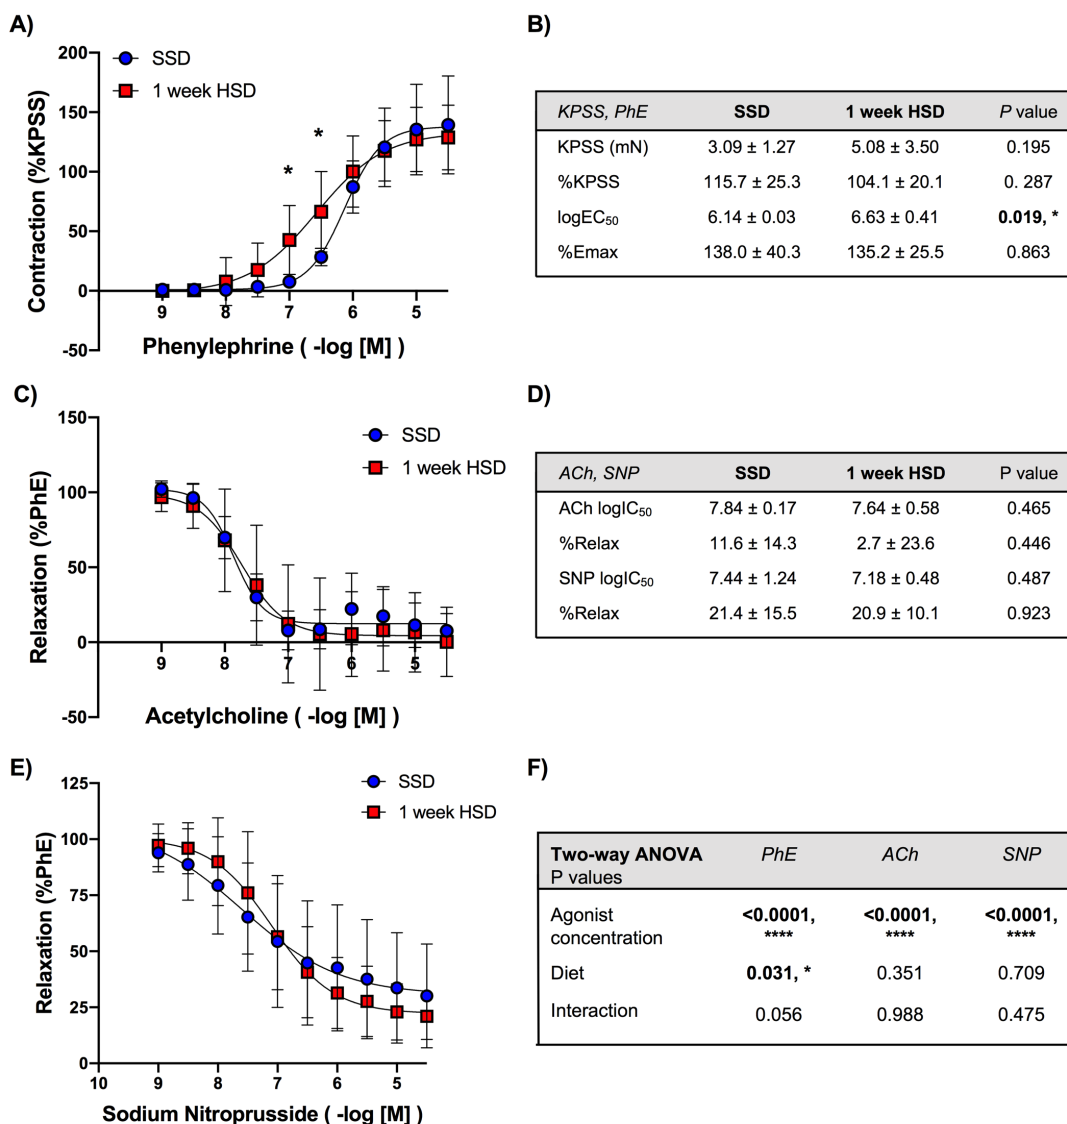 A)
200
150
100
50
0
-50
Contraction (%KPSS)
SSD
1 week HSD
*
*
9 8 7 6 5
Phenylephrine ( -log [M] )
B)
KPSS, PhE SSD 1 week HSD P value
KPSS (mN) 3.09 ± 1.27 5.08 ± 3.50 0.195
%KPSS 115.7 ± 25.3 104.1 ± 20.1 0. 287
logEC50 6.14 ± 0.03 6.63 ± 0.41 0.019, *
%Emax 138.0 ± 40.3 135.2 ± 25.5 0.863
C)
150
100
50
0
-50
Relaxation (%PhE)
SSD
1 week HSD
9 8 7 6 5
Acetylcholine ( -log [M] )
D)
ACh, SNP SSD 1 week HSD P value
ACh logIC50 7.84 ± 0.17 7.64 ± 0.58 0.465
%Relax 11.6 ± 14.3 2.7 ± 23.6 0.446
SNP logIC50 7.44 ± 1.24 7.18 ± 0.48 0.487
%Relax 21.4 ± 15.5 20.9 ± 10.1 0.923
E)
125
100
75
50
25
0
Relaxation (%PhE)
SSD
1 week HSD
10 9 8 7 6 5
Sodium Nitroprusside ( -log [M] )
F)
Two-way ANOVA PhE ACh SNP
P values
Agonist <0.0001, <0.0001, <0.0001,
concentration **** **** ****
Diet 0.031, * 0.351 0.709
Interaction 0.056 0.988 0.475